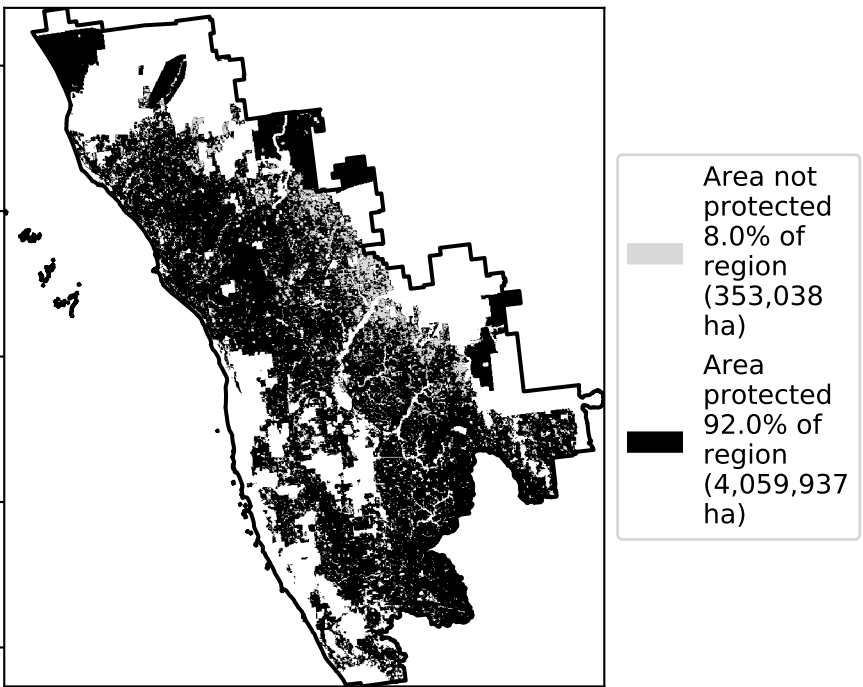 Area not
protected
8.0% of
region
(353,038
ha)
Area
protected
92.0% of
region
(4,059,937
ha)